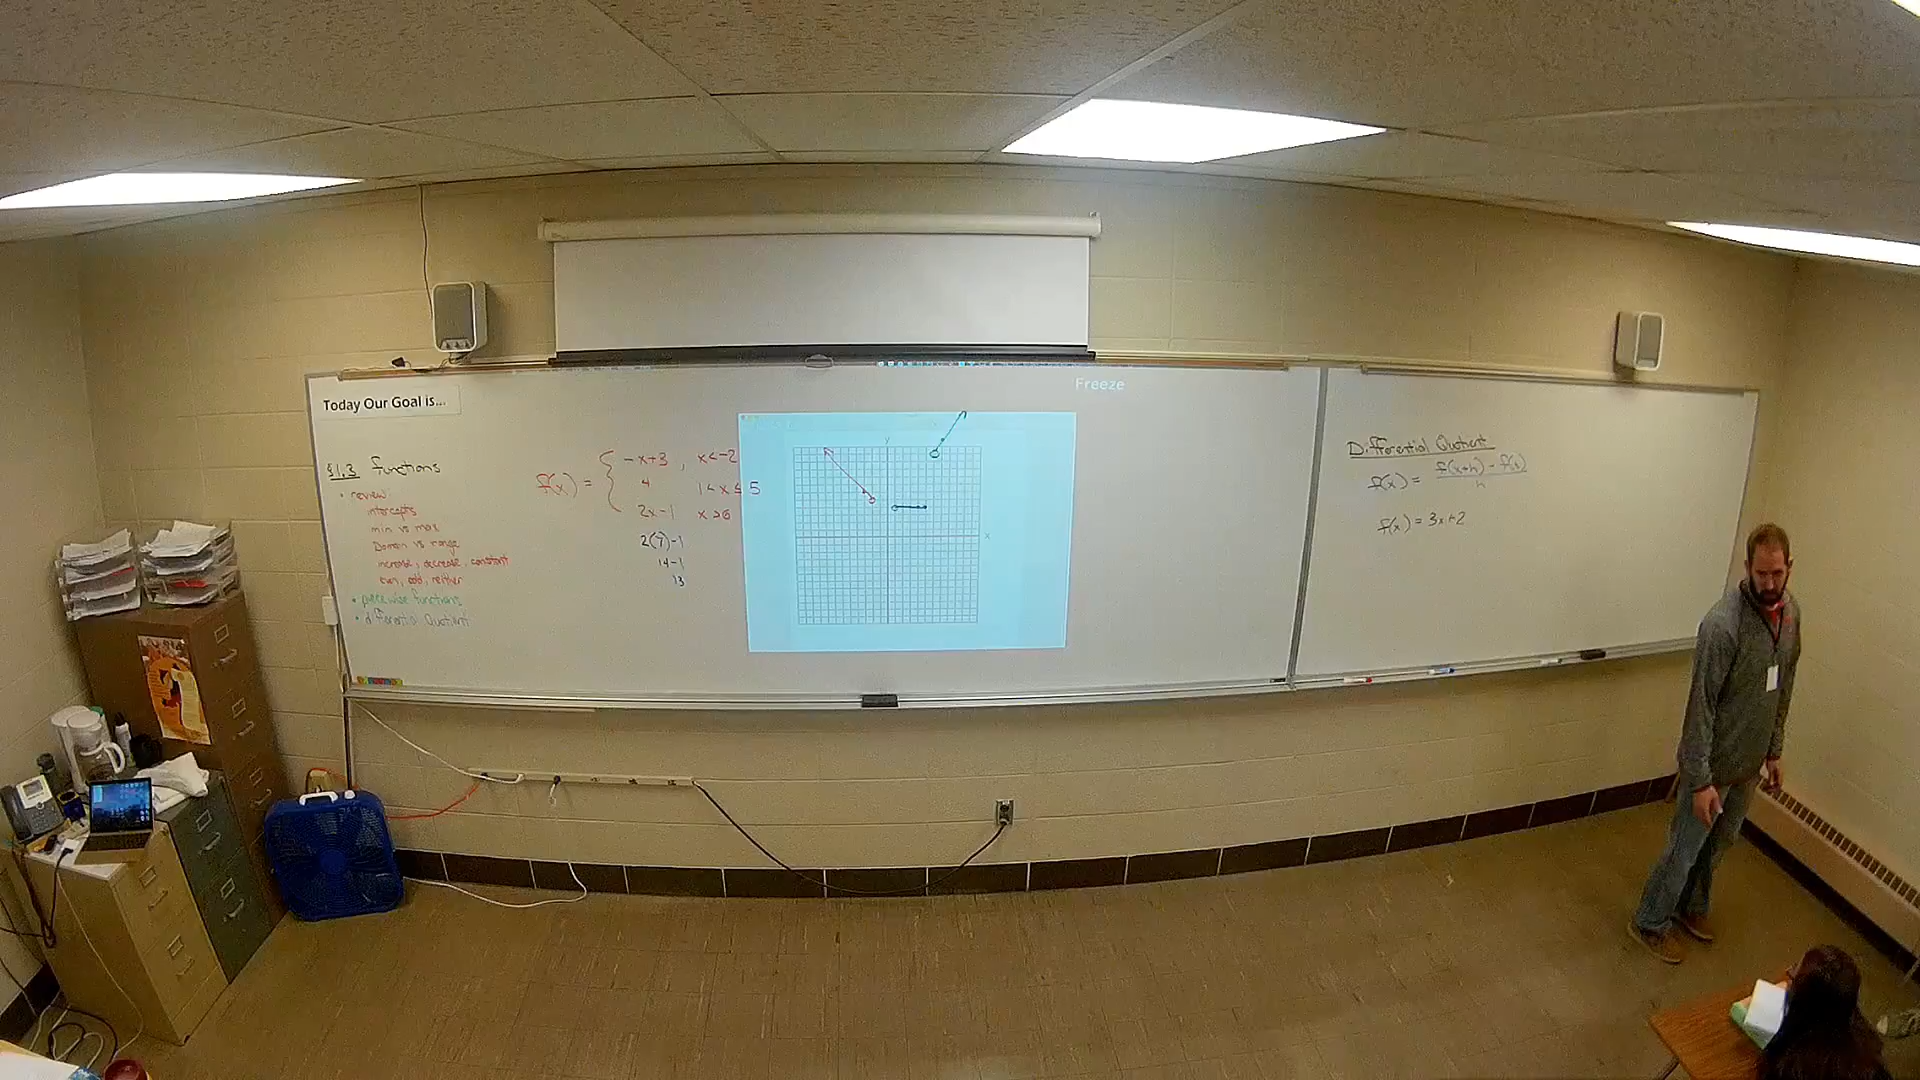 Today Our Goal is...
§1.3 functions
• review
intercepts
min vs max
Domain vs range
increase, decrease, constant
even, odd, neither
• piecewise functions
• differential Quotient
f(x) = { -x+3 , x<-2
4 1<x≤5
2x-1 x>6
2(7)-1
14-1
13
Freeze
y
x
Differential Quotient
f(x) = f(x+h) - f(x)
h
f(x) = 3x+2